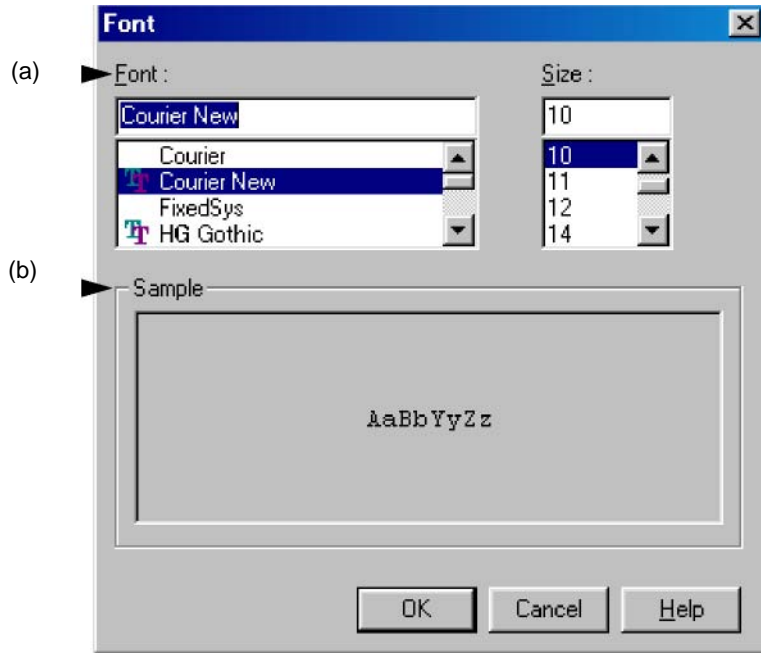 Font
(a) Font : Size :
Courier New 10
Courier 10
Courier New 11
FixedSys 12
HG Gothic 14
(b)
Sample
AaBbYyZz
OK Cancel Help